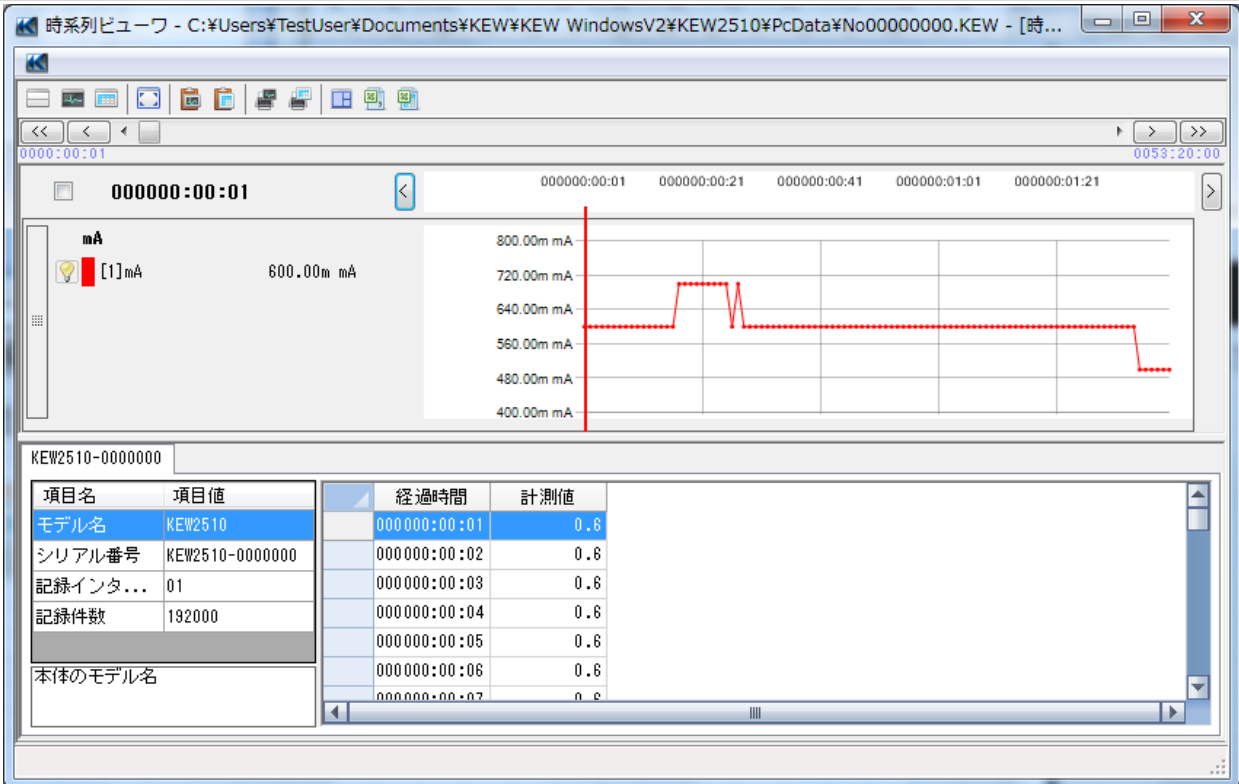 時系列ビューワ - C:¥Users¥TestUser¥Documents¥KEW¥KEW WindowsV2¥KEW2510¥PcData¥No00000000.KEW - [時...
<< < > >>
0000:00:01 0053:20:00
000000:00:01 < 000000:00:01 000000:00:21 000000:00:41 000000:01:01 000000:01:21 >
mA
[1]mA 600.00m mA
800.00m mA
720.00m mA
640.00m mA
560.00m mA
480.00m mA
400.00m mA
KEW2510-0000000
項目名 項目値
モデル名 KEW2510
シリアル番号 KEW2510-0000000
記録インタ... 01
記録件数 192000
本体のモデル名
経過時間 計測値
000000:00:01 0.6
000000:00:02 0.6
000000:00:03 0.6
000000:00:04 0.6
000000:00:05 0.6
000000:00:06 0.6
000000:00:07 0.6